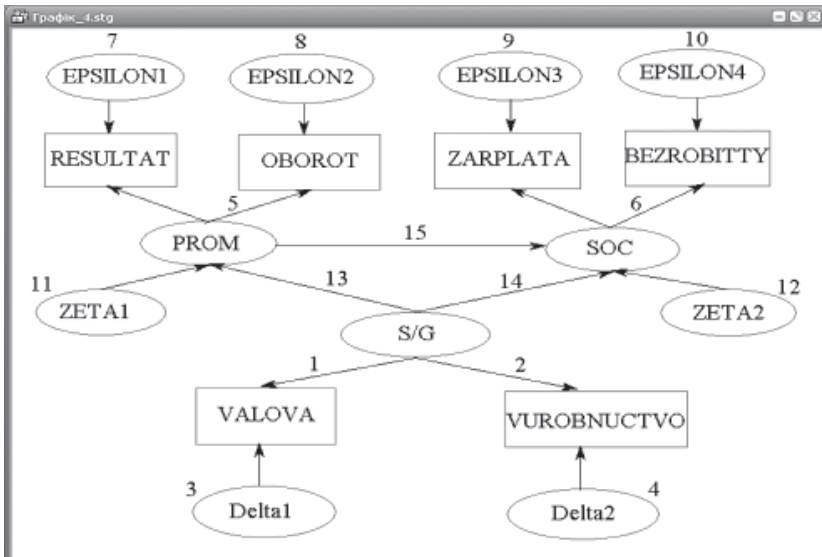 Графік_4.stg
7 8 9 10
EPSILON1 EPSILON2 EPSILON3 EPSILON4
RESULTAT OBOROT ZARPLATA BEZROBITTY
5 6
PROM 15 SOC
11 13 14 12
ZETA1 S/G ZETA2
1 2
VALOVA VUROBNUCTVO
3 4
Delta1 Delta2